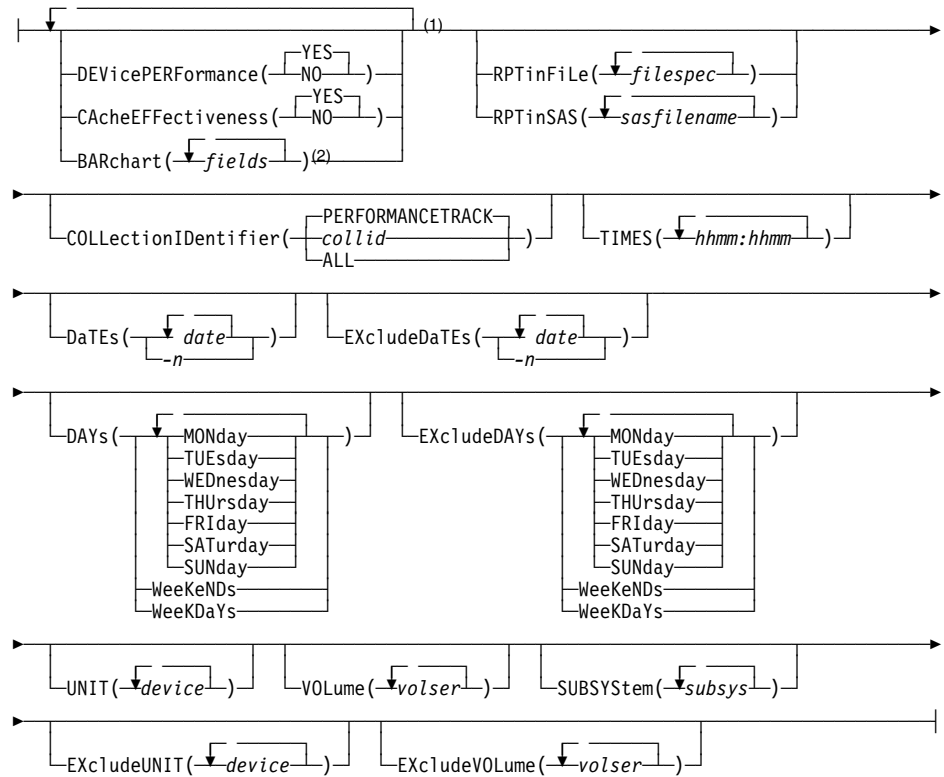 (1)
YES YES
DEVicePERFormance( NO ) RPTinFiLe( filespec )
YES
CAcheEFFectiveness( NO ) RPTinSAS( sasfilename )
BARchart( fields )(2)
PERFORMANCETRACK
COLLectionIDentifier( collid ) TIMES( hhmm:hhmm )
ALL
DaTEs( date ) EXcludeDaTEs( date )
-n -n
DAYs( MONday ) EXcludeDAYs( MONday )
TUEsday TUEsday
WEDnesday WEDnesday
THUrsday THUrsday
FRIday FRIday
SATurday SATurday
SUNday SUNday
WeeKeNDs WeeKeNDs
WeeKDaYs WeeKDaYs
UNIT( device ) VOLume( volser ) SUBSYStem( subsys )
EXcludeUNIT( device ) EXcludeVOLume( volser )